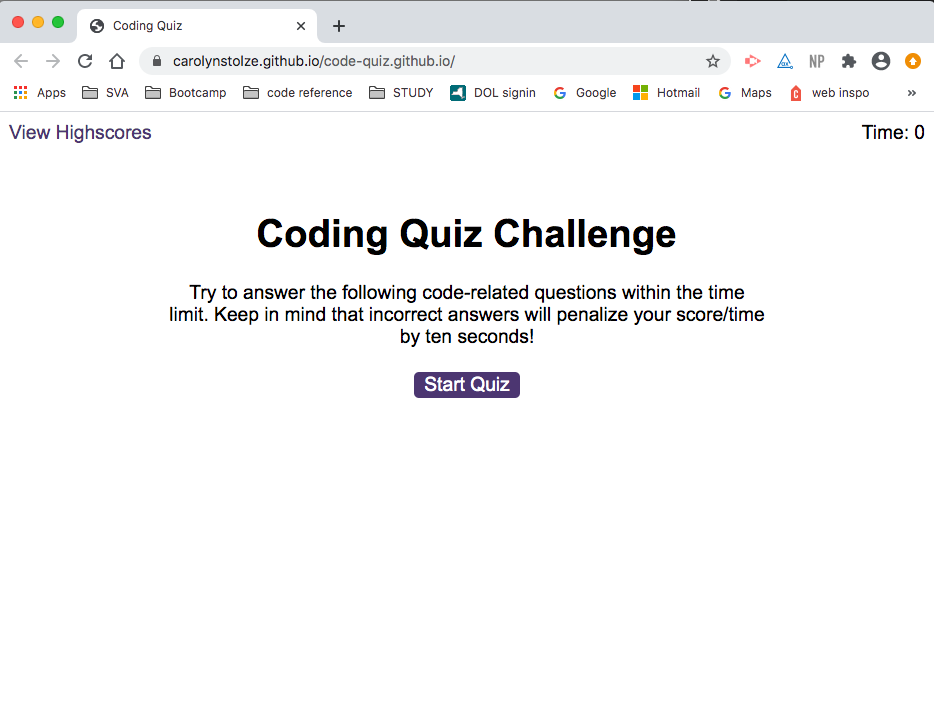 Coding Quiz
carolynstolze.github.io/code-quiz.github.io/
NP
Apps SVA Bootcamp code reference STUDY DOL signin Google Hotmail Maps web inspo »
View Highscores Time: 0
Coding Quiz Challenge
Try to answer the following code-related questions within the time
limit. Keep in mind that incorrect answers will penalize your score/time
by ten seconds!
Start Quiz